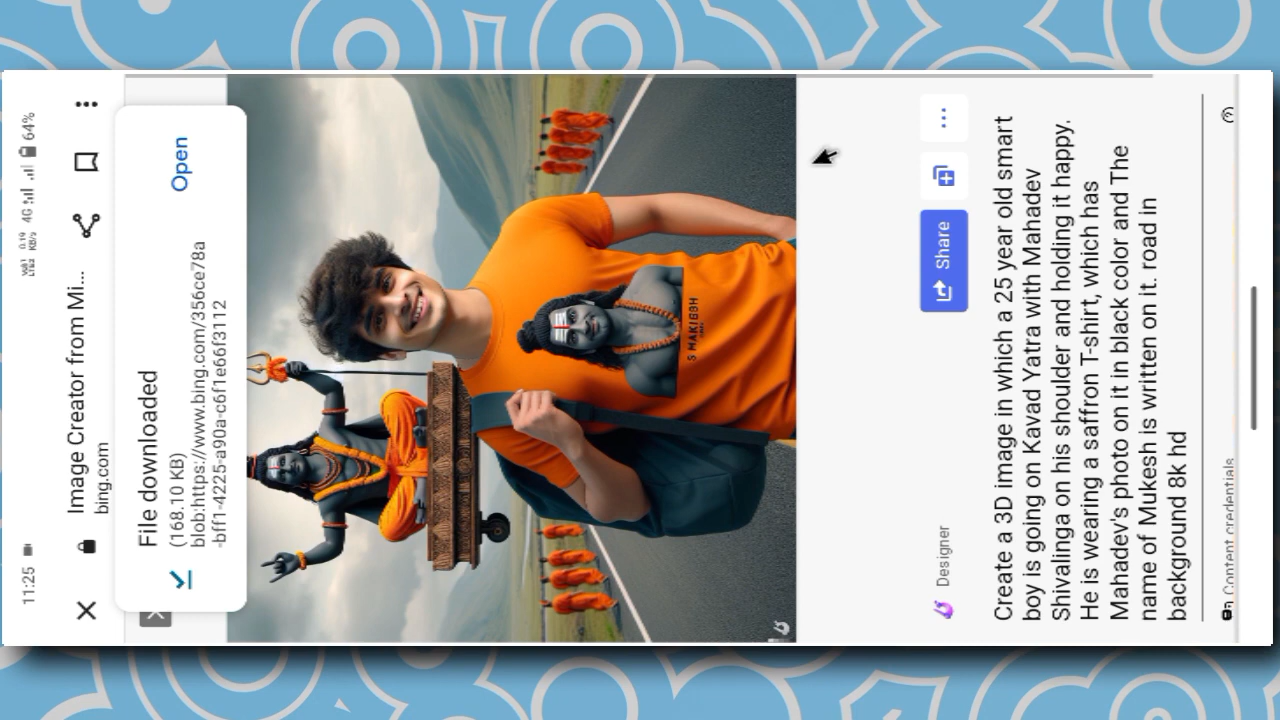 11:25
4G
64%
Image Creator from Mi...
bing.com
File downloaded
(168.10 KB)
blob:https://www.bing.com/356ce78a
-bff1-4225-a90a-c6f1e66f3112
Open
S MAKIGBH
Designer
Share
Create a 3D image in which a 25 year old smart
boy is going on Kavad Yatra with Mahadev
Shivalinga on his shoulder and holding it happy.
He is wearing a saffron T-shirt, which has
Mahadev's photo on it in black color and The
name of Mukesh is written on it. road in
background 8k hd
Content credentials